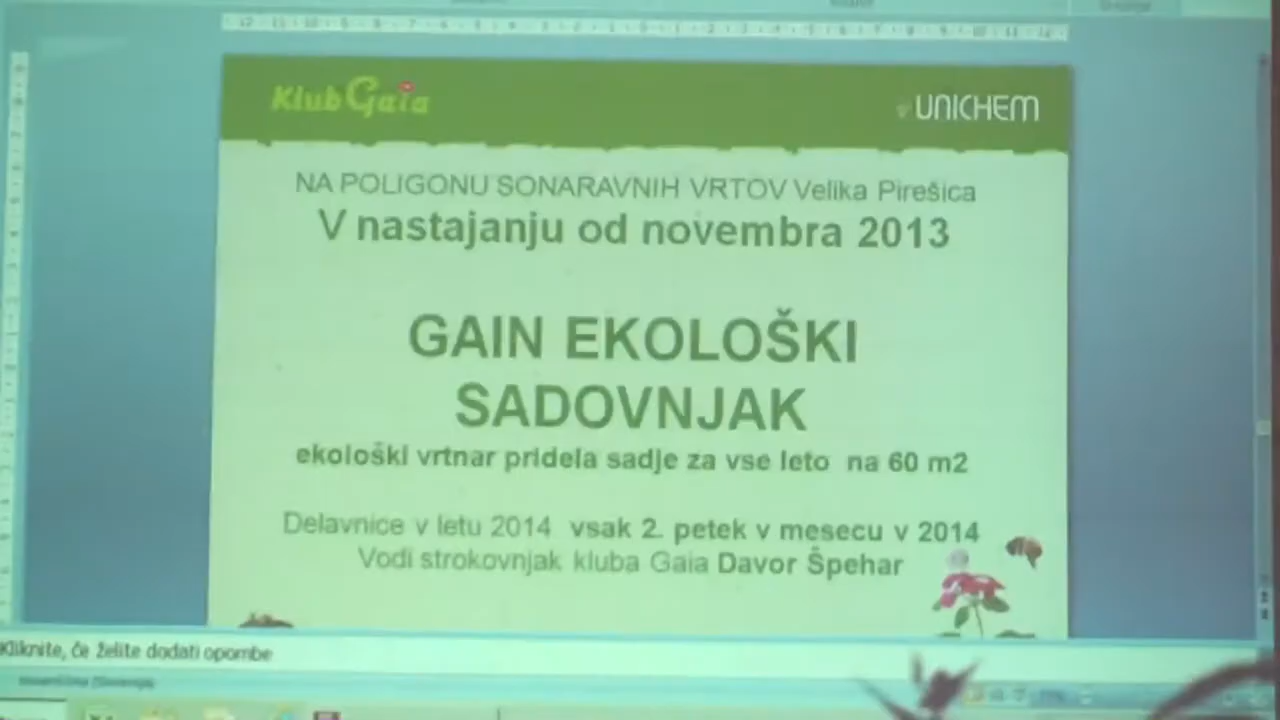 Klub Gaia
UNICHEM
NA POLIGONU SONARAVNIH VRTOV Velika Pirešica
V nastajanju od novembra 2013
GAIN EKOLOŠKI
SADOVNJAK
ekološki vrtnar pridela sadje za vse leto na 60 m2
Delavnice v letu 2014 vsak 2. petek v mesecu v 2014
Vodi strokovnjak kluba Gaia Davor Špehar
Kliknite, če želite dodati opombe